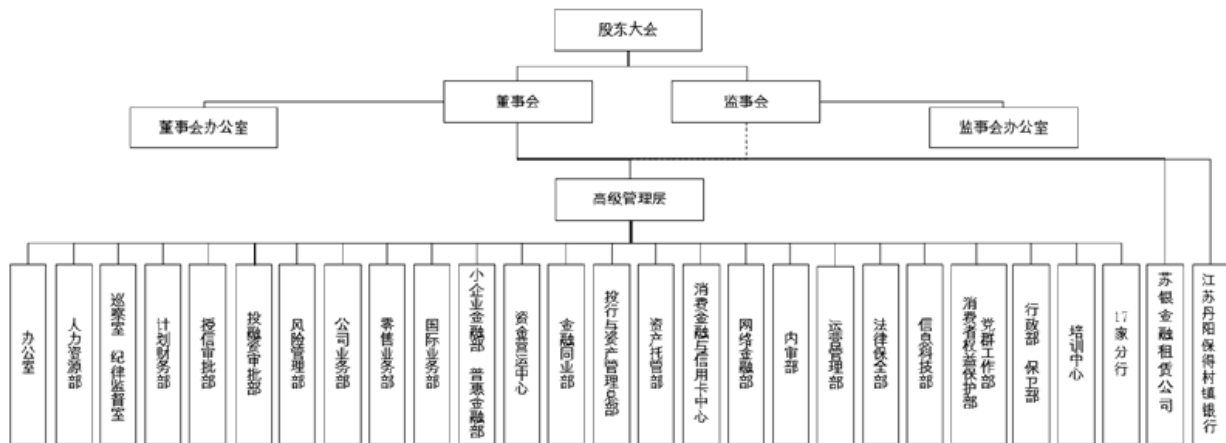 股东大会
董事会
监事会
董事会办公室
监事会办公室
高级管理层
办公室
人力资源部
巡察室 纪律监督室
计划财务部
授信审批部
投融资审批部
风险管理部
公司业务部
零售业务部
国际业务部
小企业金融部 普惠金融部
资金营运中心
金融同业部
投行与资产管理总部
资产托管部
消费金融与信用卡中心
网络金融部
内审部
运营管理部
法律保全部
信息科技部
党群工作部
消费者权益保护部
行政部 保卫部
培训中心
17家分行
苏银金融租赁公司
江苏丹阳保得村镇银行